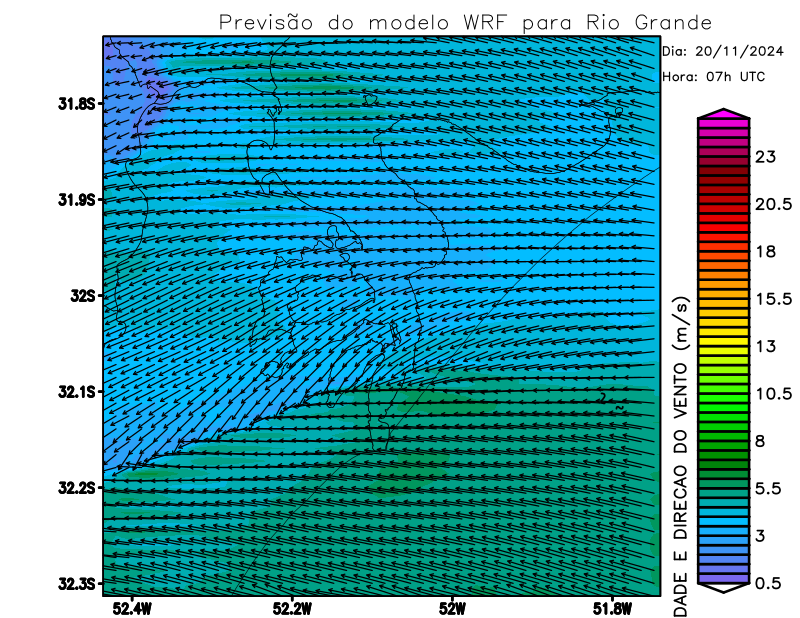 Previsão do modelo WRF para Rio Grande
Dia: 20/11/2024
Hora: 07h UTC
31.8S
31.9S
32S
32.1S
32.2S
32.3S
52.4W
52.2W
52W
51.8W
23
20.5
18
15.5
13
10.5
8
5.5
3
0.5
DADE E DIRECAO DO VENTO (m/s)